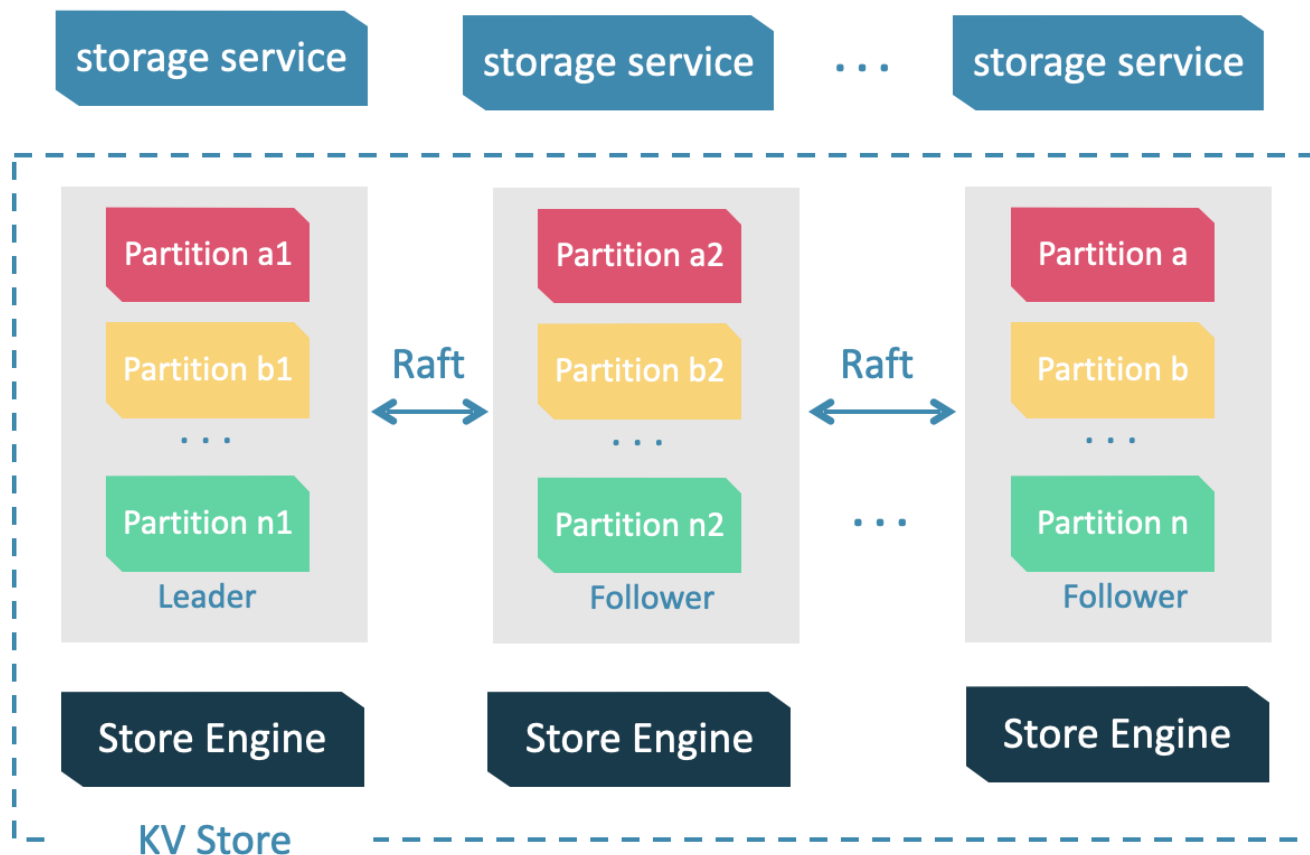 storage service
storage service
...
storage service
Partition a1
Partition a2
Partition a
Partition b1
Raft
Partition b2
Raft
Partition b
...
...
...
Partition n1
Partition n2
...
Partition n
Leader
Follower
Follower
Store Engine
Store Engine
Store Engine
KV Store